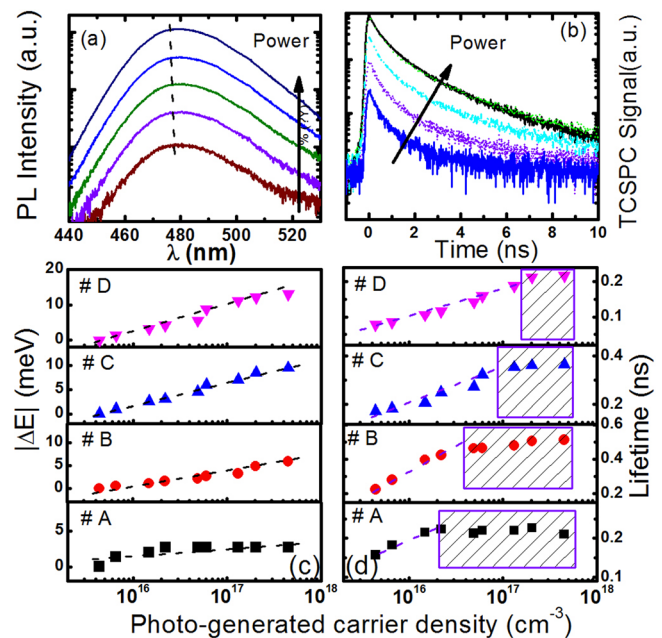 (a)
Power
PL Intensity (a.u.)
440 460 480 500 520
λ (nm)
(b)
Power
TCSPC Signal(a.u.)
0 2 4 6 8 10
Time (ns)
# D
20
10
0
# C
10
5
0
# B
10
5
0
# A
5
0
|ΔE| (meV)
(c)
10^16 10^17 10^18
# D
0.2
0.1
# C
0.4
0.2
# B
0.6
0.4
0.2
# A
0.2
0.1
Lifetime (ns)
(d)
10^16 10^17 10^18
Photo-generated carrier density (cm^-3)